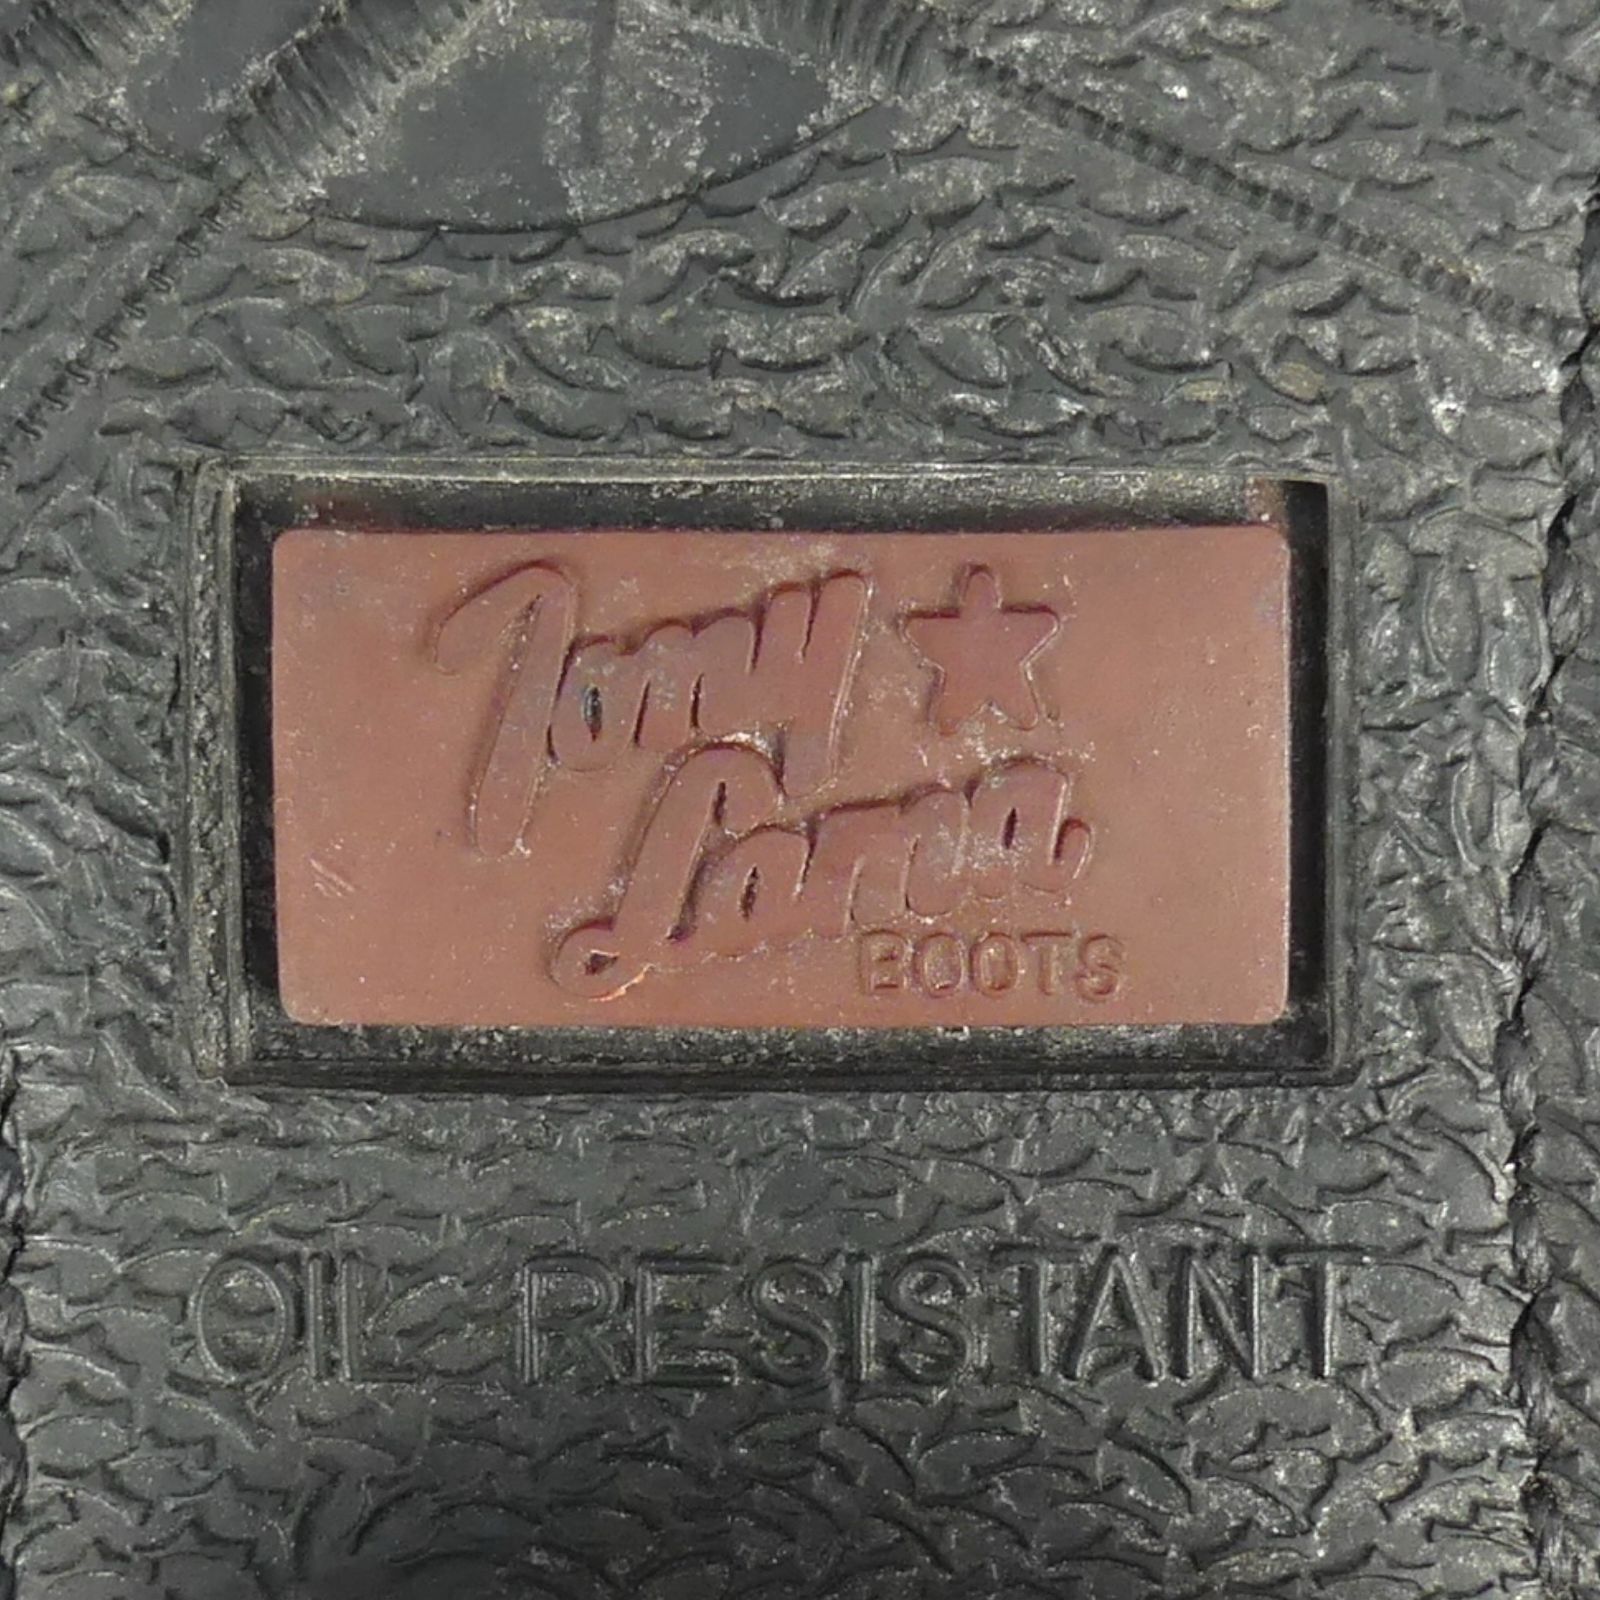 Tony
Lama
BOOTS
OIL RESISTANT